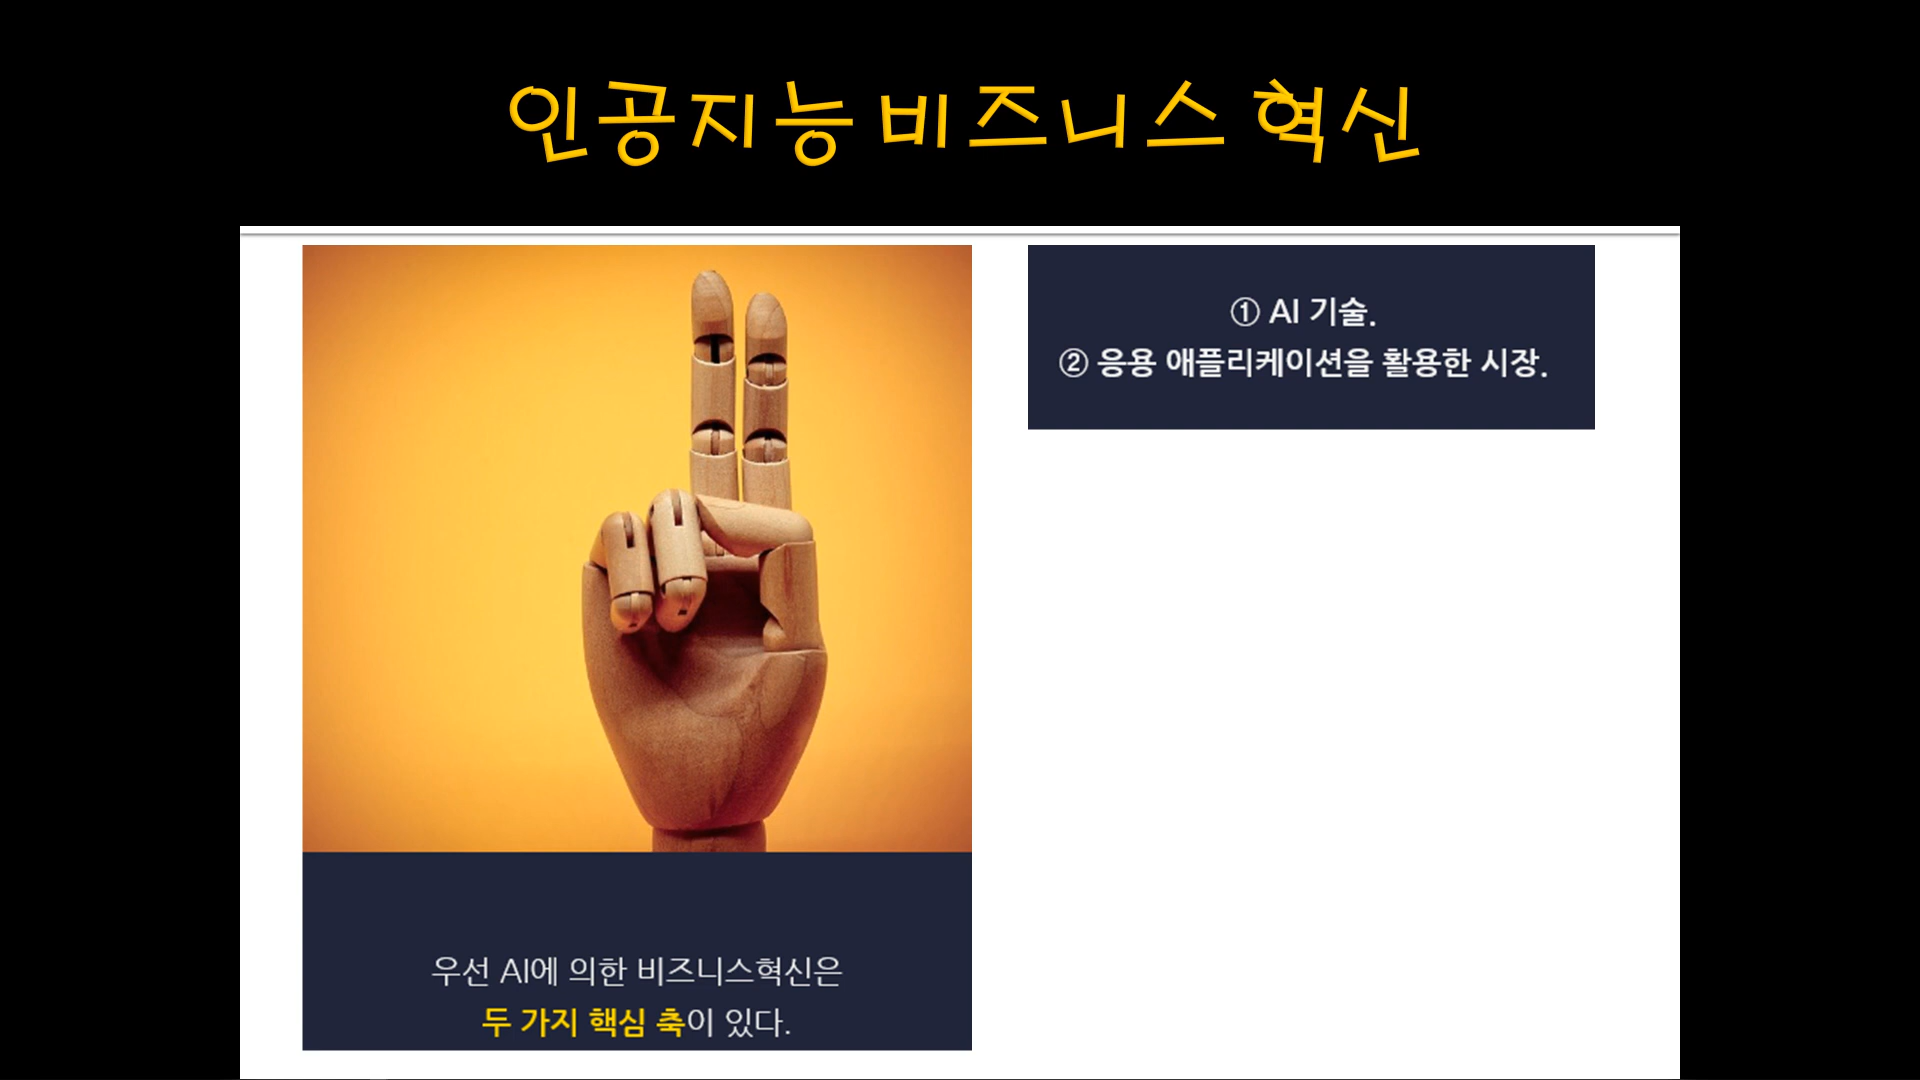 인공지능 비즈니스 혁신
① AI 기술.
② 응용 애플리케이션을 활용한 시장.
우선 AI에 의한 비즈니스혁신은
두 가지 핵심 축이 있다.